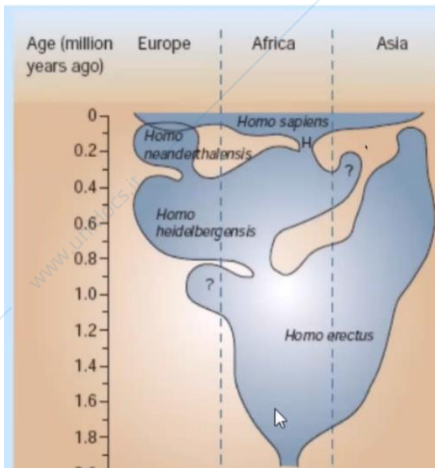 Age (million
years ago)
Europe
Africa
Asia
0
Homo sapiens
H
Homo
neanderthalensis
0.2
?
0.4
Homo
heidelbergensis
0.6
0.8
?
1.0
1.2
Homo erectus
1.4
1.6
1.8